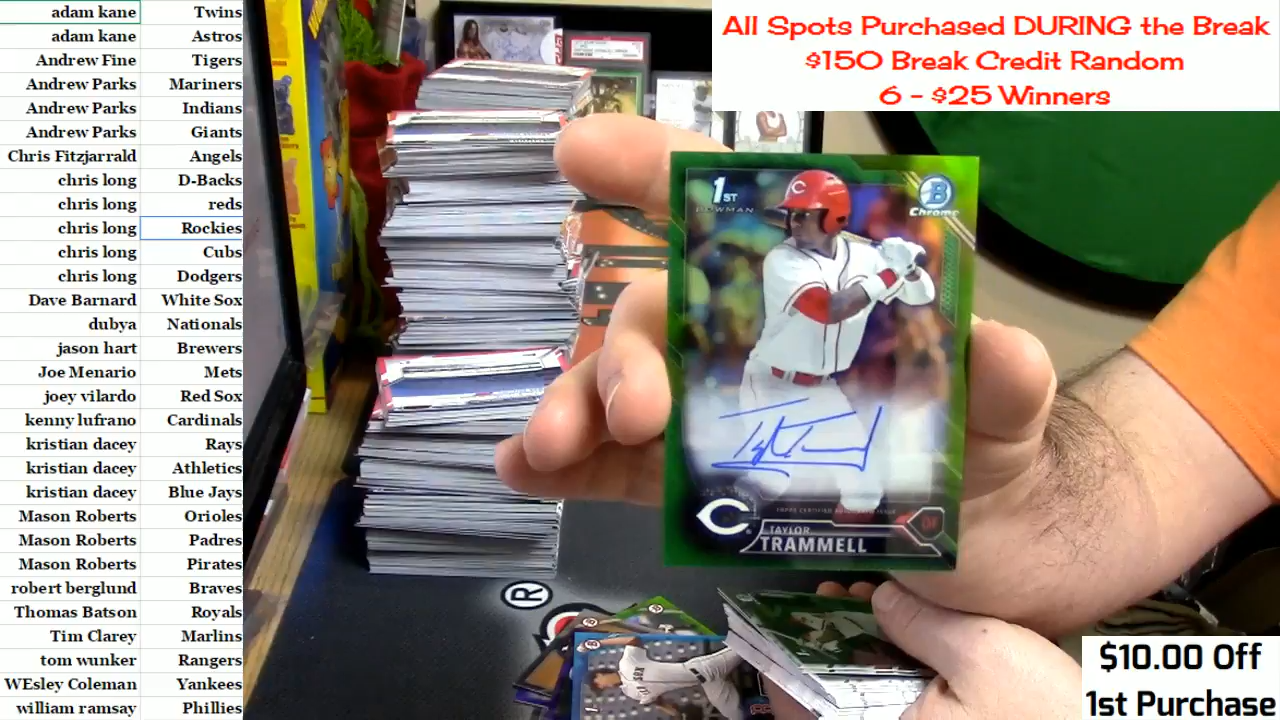 adam kane Twins
adam kane Astros
Andrew Fine Tigers
Andrew Parks Mariners
Andrew Parks Indians
Andrew Parks Giants
Chris Fitzjarrald Angels
chris long D-Backs
chris long reds
chris long Rockies
chris long Cubs
chris long Dodgers
Dave Barnard White Sox
dubya Nationals
jason hart Brewers
Joe Menario Mets
joey vilardo Red Sox
kenny lufrano Cardinals
kristian dacey Rays
kristian dacey Athletics
kristian dacey Blue Jays
Mason Roberts Orioles
Mason Roberts Padres
Mason Roberts Pirates
robert berglund Braves
Thomas Batson Royals
Tim Clarey Marlins
tom wunker Rangers
WEsley Coleman Yankees
william ramsay Phillies
All Spots Purchased DURING the Break
$150 Break Credit Random
6 - $25 Winners
1ST
BOWMAN
B
Chrome
C
TOPPS CERTIFIED AUTOGRAPH ISSUE
OF
TAYLOR
TRAMMELL
®
$10.00 Off
1st Purchase